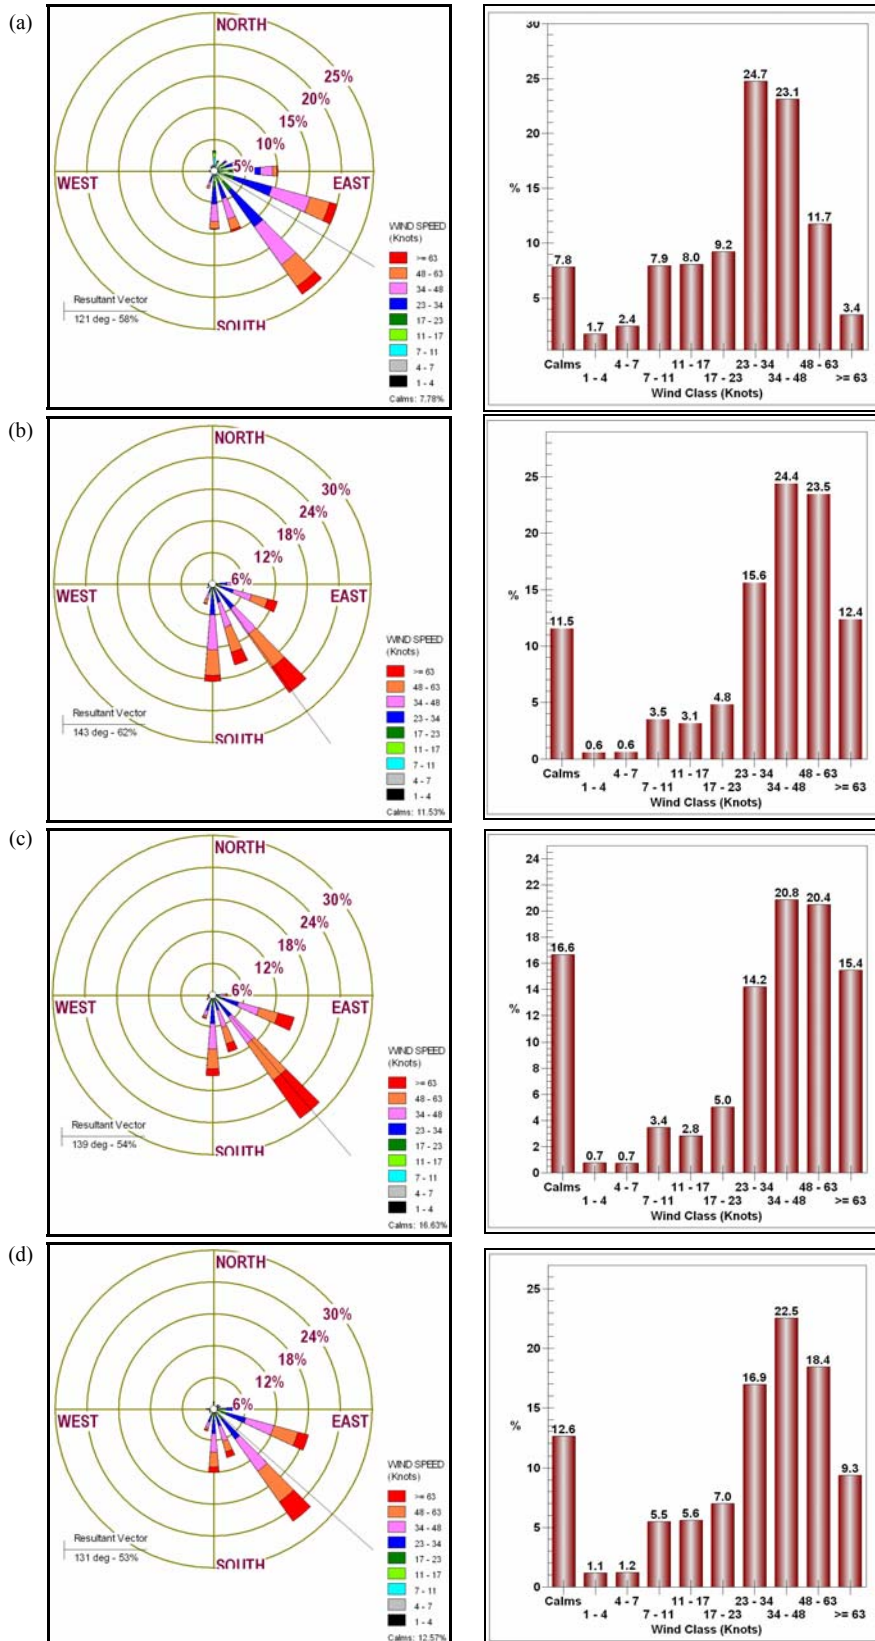 (a)
NORTH
25%
20%
15%
10%
5%
WEST
EAST
WIND SPEED
(Knots)
>= 63
48 - 63
34 - 48
23 - 34
17 - 23
11 - 17
7 - 11
4 - 7
1 - 4
Calms: 7.78%
Resultant Vector
121 deg - 58%
SOUTH
30
25
20
15
10
5
%
7.8
1.7
2.4
7.9
8.0
9.2
24.7
23.1
11.7
3.4
Calms 4 - 7 11 - 17 23 - 34 48 - 63
1 - 4 7 - 11 17 - 23 34 - 48 >= 63
Wind Class (Knots)
(b)
NORTH
30%
24%
18%
12%
6%
WEST
EAST
WIND SPEED
(Knots)
>= 63
48 - 63
34 - 48
23 - 34
17 - 23
11 - 17
7 - 11
4 - 7
1 - 4
Calms: 11.53%
Resultant Vector
143 deg - 62%
SOUTH
25
20
15
10
5
0
%
11.5
0.6
0.6
3.5
3.1
4.8
15.6
24.4
23.5
12.4
Calms 4 - 7 11 - 17 23 - 34 48 - 63
1 - 4 7 - 11 17 - 23 34 - 48 >= 63
Wind Class (Knots)
(c)
NORTH
30%
24%
18%
12%
6%
WEST
EAST
WIND SPEED
(Knots)
>= 63
48 - 63
34 - 48
23 - 34
17 - 23
11 - 17
7 - 11
4 - 7
1 - 4
Calms: 16.63%
Resultant Vector
139 deg - 54%
SOUTH
24
22
20
18
16
14
12
10
8
6
4
2
0
%
16.6
0.7
0.7
3.4
2.8
5.0
14.2
20.8
20.4
15.4
Calms 4 - 7 11 - 17 23 - 34 48 - 63
1 - 4 7 - 11 17 - 23 34 - 48 >= 63
Wind Class (Knots)
(d)
NORTH
30%
24%
18%
12%
6%
WEST
EAST
WIND SPEED
(Knots)
>= 63
48 - 63
34 - 48
23 - 34
17 - 23
11 - 17
7 - 11
4 - 7
1 - 4
Calms: 12.57%
Resultant Vector
131 deg - 53%
SOUTH
25
20
15
10
5
0
%
12.6
1.1
1.2
5.5
5.6
7.0
16.9
22.5
18.4
9.3
Calms 4 - 7 11 - 17 23 - 34 48 - 63
1 - 4 7 - 11 17 - 23 34 - 48 >= 63
Wind Class (Knots)